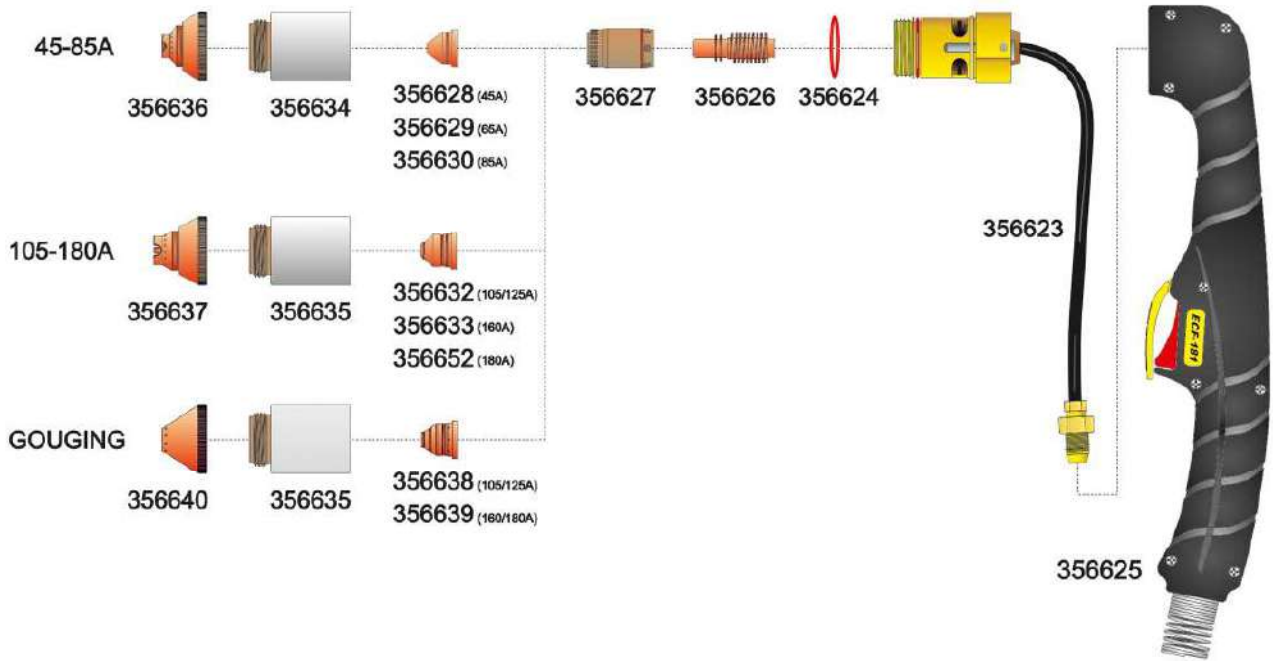 45-85A
356636
356634
356628 (45A)
356629 (65A)
356630 (85A)
356627
356626
356624
356623
105-180A
356637
356635
356632 (105/125A)
356633 (160A)
356652 (180A)
ECF-181
GOUGING
356640
356635
356638 (105/125A)
356639 (160/180A)
356625